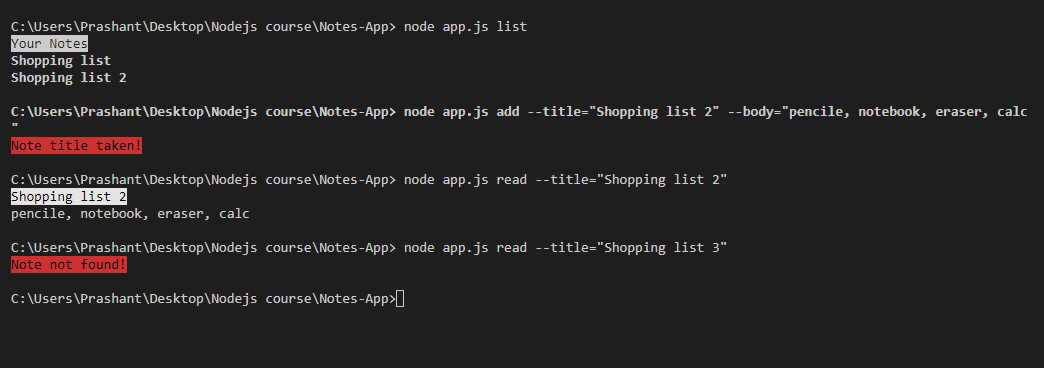 C:\Users\Prashant\Desktop\Nodejs course\Notes-App> node app.js list
Your Notes
Shopping list
Shopping list 2
C:\Users\Prashant\Desktop\Nodejs course\Notes-App> node app.js add --title="Shopping list 2" --body="pencile, notebook, eraser, calc
"
Note title taken!
C:\Users\Prashant\Desktop\Nodejs course\Notes-App> node app.js read --title="Shopping list 2"
Shopping list 2
pencile, notebook, eraser, calc
C:\Users\Prashant\Desktop\Nodejs course\Notes-App> node app.js read --title="Shopping list 3"
Note not found!
C:\Users\Prashant\Desktop\Nodejs course\Notes-App>